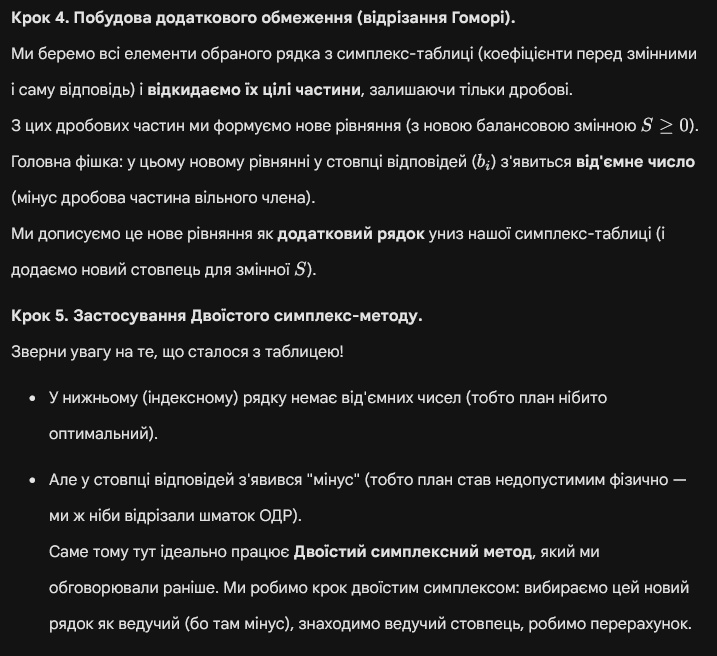 Крок 4. Побудова додаткового обмеження (відрізання Гоморі).
Ми беремо всі елементи обраного рядка з симплекс-таблиці (коефіцієнти перед змінними
і саму відповідь) і відкидаємо їх цілі частини, залишаючи тільки дробові.
З цих дробових частин ми формуємо нове рівняння (з новою балансовою змінною S ≥ 0).
Головна фішка: у цьому новому рівнянні у стовпці відповідей (bᵢ) з'явиться від'ємне число
(мінус дробова частина вільного члена).
Ми дописуємо це нове рівняння як додатковий рядок униз нашої симплекс-таблиці (і
додаємо новий стовпець для змінної S).
Крок 5. Застосування Двоїстого симплекс-методу.
Зверни увагу на те, що сталося з таблицею!
• У нижньому (індексному) рядку немає від'ємних чисел (тобто план нібито
оптимальний).
• Але у стовпці відповідей з'явився "мінус" (тобто план став недопустимим фізично —
ми ж ніби відрізали шматок ОДР).
Саме тому тут ідеально працює Двоїстий симплексний метод, який ми
обговорювали раніше. Ми робимо крок двоїстим симплексом: вибираємо цей новий
рядок як ведучий (бо там мінус), знаходимо ведучий стовпець, робимо перерахунок.